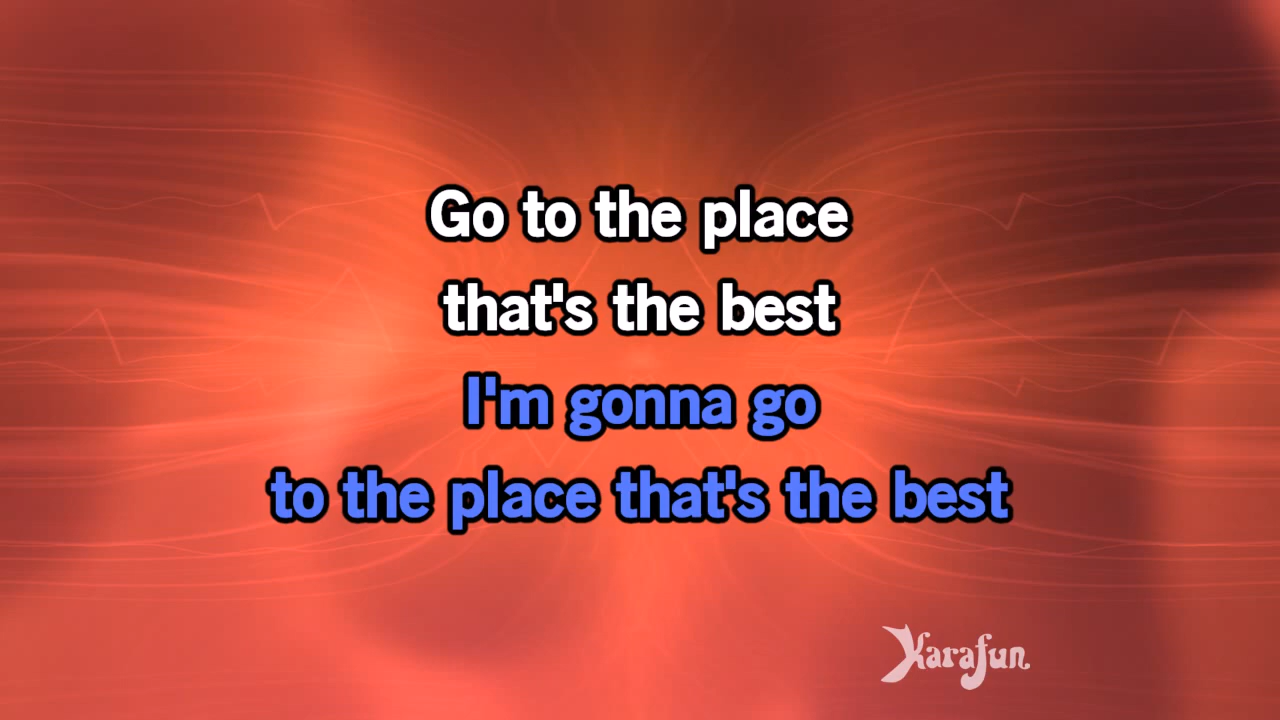 Go to the place
that's the best
I'm gonna go
to the place that's the best
Karafun